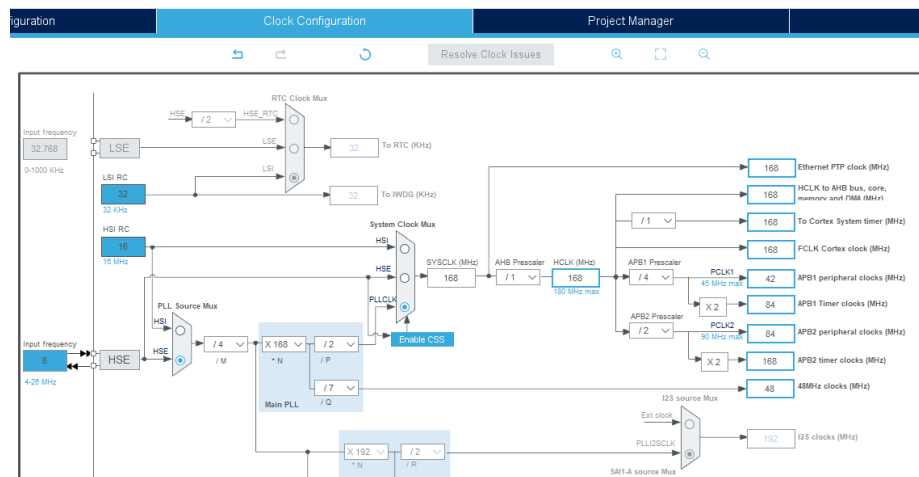 iguration
Clock Configuration
Project Manager
Resolve Clock Issues
RTC Clock Mux
HSE
/ 2
HSE_RTC
Input frequency
32.768
0-1000 KHz
LSE
LSE
32
To RTC (KHz)
LSI RC
32
32 KHz
LSI
32
To IWDG (KHz)
HSI RC
16
16 MHz
System Clock Mux
HSI
HSE
PLLCLK
SYSCLK (MHz)
168
AHB Prescaler
/ 1
HCLK (MHz)
168
180 MHz max
168
Ethernet PTP clock (MHz)
168
HCLK to AHB bus, core,
memory and DMA (MHz)
/ 1
168
To Cortex System timer (MHz)
168
FCLK Cortex clock (MHz)
APB1 Prescaler
/ 4
PCLK1
45 MHz max
42
APB1 peripheral clocks (MHz)
X 2
84
APB1 Timer clocks (MHz)
APB2 Prescaler
/ 2
PCLK2
90 MHz max
84
APB2 peripheral clocks (MHz)
X 2
168
APB2 timer clocks (MHz)
PLL Source Mux
HSI
HSE
Input frequency
8
4-26 MHz
HSE
/ 4
/ M
X 168
* N
/ 2
/ P
Enable CSS
/ 7
/ Q
Main PLL
48
48MHz clocks (MHz)
I2S source Mux
Ext.clock
PLLI2SCLK
192
I2S clocks (MHz)
X 192
* N
/ 2
/ R
SAI1-A source Mux